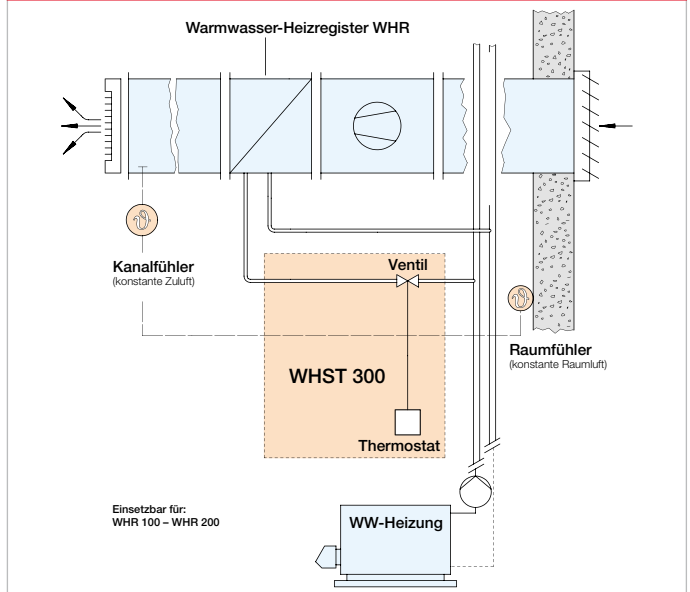 Warmwasser-Heizregister WHR
Kanalfühler
(konstante Zuluft)
Ventil
Raumfühler
(konstante Raumluft)
WHST 300
Thermostat
Einsetzbar für:
WHR 100 – WHR 200
WW-Heizung